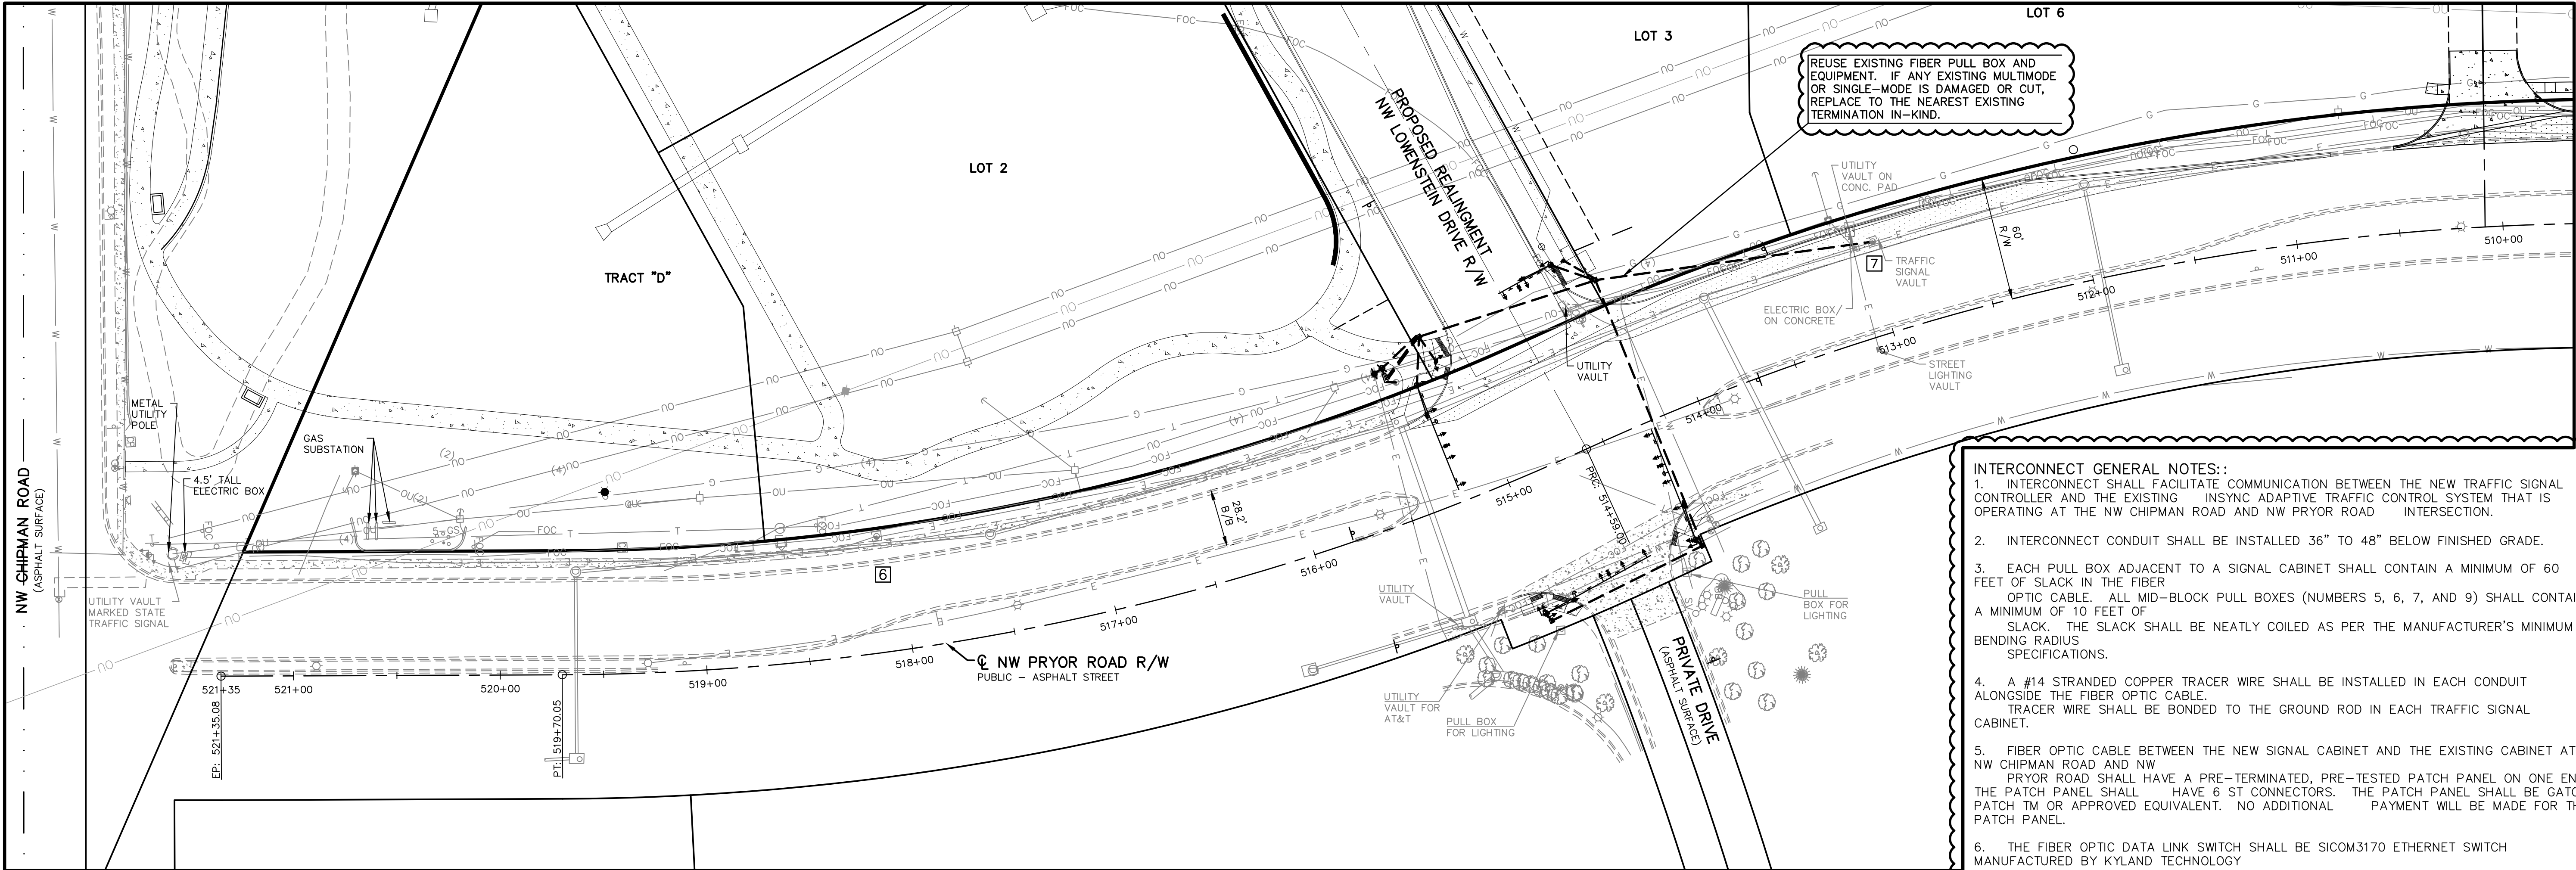 LOT 6
LOT 3
REUSE EXISTING FIBER PULL BOX AND
EQUIPMENT. IF ANY EXISTING MULTIMODE
OR SINGLE-MODE IS DAMAGED OR CUT,
REPLACE TO THE NEAREST EXISTING
TERMINATION IN-KIND.
PROPOSED REALINGMENT
NW LOWENSTEIN DRIVE R/W
LOT 2
TRACT "D"
UTILITY
VAULT ON
CONC. PAD
60'
R/W
7
TRAFFIC
SIGNAL
VAULT
ELECTRIC BOX/
ON CONCRETE
STREET
LIGHTING
VAULT
UTILITY
VAULT
510+00
511+00
512+00
513+00
514+00
PRC: 514+59.00
515+00
516+00
517+00
518+00
519+00
520+00
521+00
521+35
EP: 521+35.08
PT: 519+70.05
METAL
UTILITY
POLE
4.5' TALL
ELECTRIC BOX
GAS
SUBSTATION
5-GSV
NW CHIPMAN ROAD
(ASPHALT SURFACE)
UTILITY VAULT
MARKED STATE
TRAFFIC SIGNAL
6
28.2'
B/B
℄ NW PRYOR ROAD R/W
PUBLIC - ASPHALT STREET
UTILITY
VAULT
UTILITY
VAULT FOR
AT&T
PULL BOX
FOR LIGHTING
PULL
BOX FOR
LIGHTING
PRIVATE DRIVE
(ASPHALT SURFACE)
INTERCONNECT GENERAL NOTES::
1. INTERCONNECT SHALL FACILITATE COMMUNICATION BETWEEN THE NEW TRAFFIC SIGNAL
CONTROLLER AND THE EXISTING INSYNC ADAPTIVE TRAFFIC CONTROL SYSTEM THAT IS
OPERATING AT THE NW CHIPMAN ROAD AND NW PRYOR ROAD INTERSECTION.
2. INTERCONNECT CONDUIT SHALL BE INSTALLED 36" TO 48" BELOW FINISHED GRADE.
3. EACH PULL BOX ADJACENT TO A SIGNAL CABINET SHALL CONTAIN A MINIMUM OF 60
FEET OF SLACK IN THE FIBER
OPTIC CABLE. ALL MID-BLOCK PULL BOXES (NUMBERS 5, 6, 7, AND 9) SHALL CONTAI
A MINIMUM OF 10 FEET OF
SLACK. THE SLACK SHALL BE NEATLY COILED AS PER THE MANUFACTURER'S MINIMUM
BENDING RADIUS
SPECIFICATIONS.
4. A #14 STRANDED COPPER TRACER WIRE SHALL BE INSTALLED IN EACH CONDUIT
ALONGSIDE THE FIBER OPTIC CABLE.
TRACER WIRE SHALL BE BONDED TO THE GROUND ROD IN EACH TRAFFIC SIGNAL
CABINET.
5. FIBER OPTIC CABLE BETWEEN THE NEW SIGNAL CABINET AND THE EXISTING CABINET AT
NW CHIPMAN ROAD AND NW
PRYOR ROAD SHALL HAVE A PRE-TERMINATED, PRE-TESTED PATCH PANEL ON ONE EN
THE PATCH PANEL SHALL HAVE 6 ST CONNECTORS. THE PATCH PANEL SHALL BE GATO
PATCH TM OR APPROVED EQUIVALENT. NO ADDITIONAL PAYMENT WILL BE MADE FOR TH
PATCH PANEL.
6. THE FIBER OPTIC DATA LINK SWITCH SHALL BE SICOM3170 ETHERNET SWITCH
MANUFACTURED BY KYLAND TECHNOLOGY